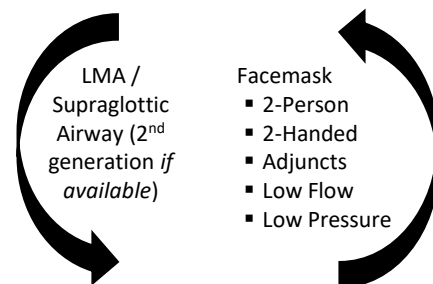 LMA /
Supraglottic
Airway (2nd
generation if
available)
Facemask
▪ 2-Person
▪ 2-Handed
▪ Adjuncts
▪ Low Flow
▪ Low Pressure